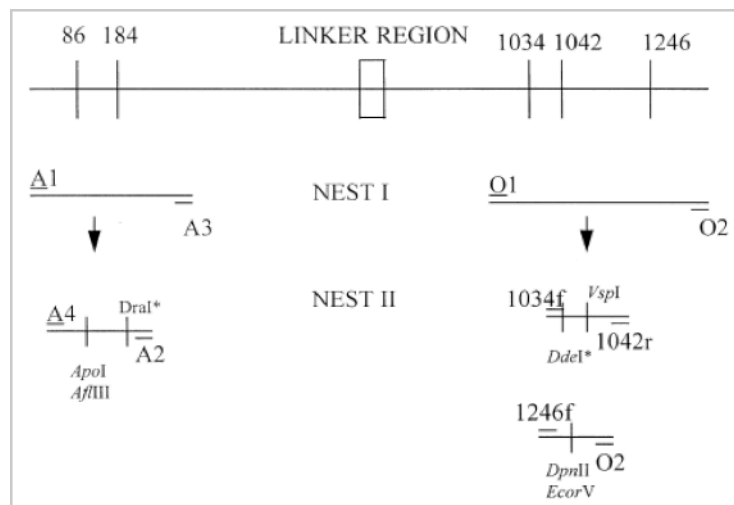 86 184 LINKER REGION 1034 1042 1246
A1 NEST I O1
A3 O2
NEST II
A4 DraI* 1034f VspI
A2 1042r
ApoI DdeI*
AflIII
1246f
DpnII O2
EcorV